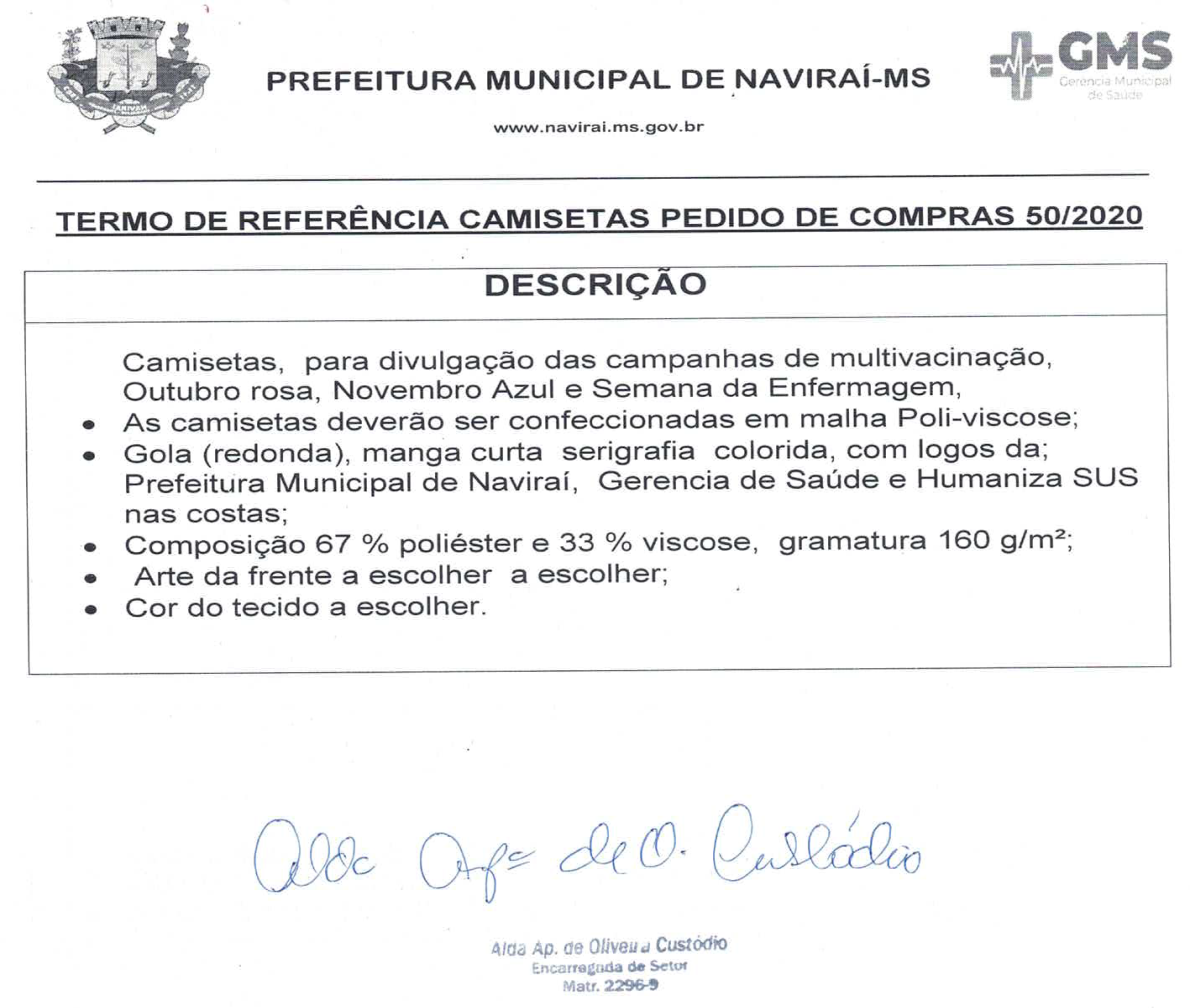 GMS
Gerencia Municipal
de Saúde
PREFEITURA MUNICIPAL DE NAVIRAÍ-MS
www.navirai.ms.gov.br
TERMO DE REFERÊNCIA CAMISETAS PEDIDO DE COMPRAS 50/2020
DESCRIÇÃO
Camisetas, para divulgação das campanhas de multivacinação,
Outubro rosa, Novembro Azul e Semana da Enfermagem,
• As camisetas deverão ser confeccionadas em malha Poli-viscose;
• Gola (redonda), manga curta serigrafia colorida, com logos da;
Prefeitura Municipal de Naviraí, Gerencia de Saúde e Humaniza SUS
nas costas;
• Composição 67 % poliéster e 33 % viscose, gramatura 160 g/m²;
• Arte da frente a escolher a escolher;
• Cor do tecido a escolher.
Alda Apª de O. Custódio
Alda Ap. de Oliveira Custódio
Encarregada de Setor
Matr. 2296-9